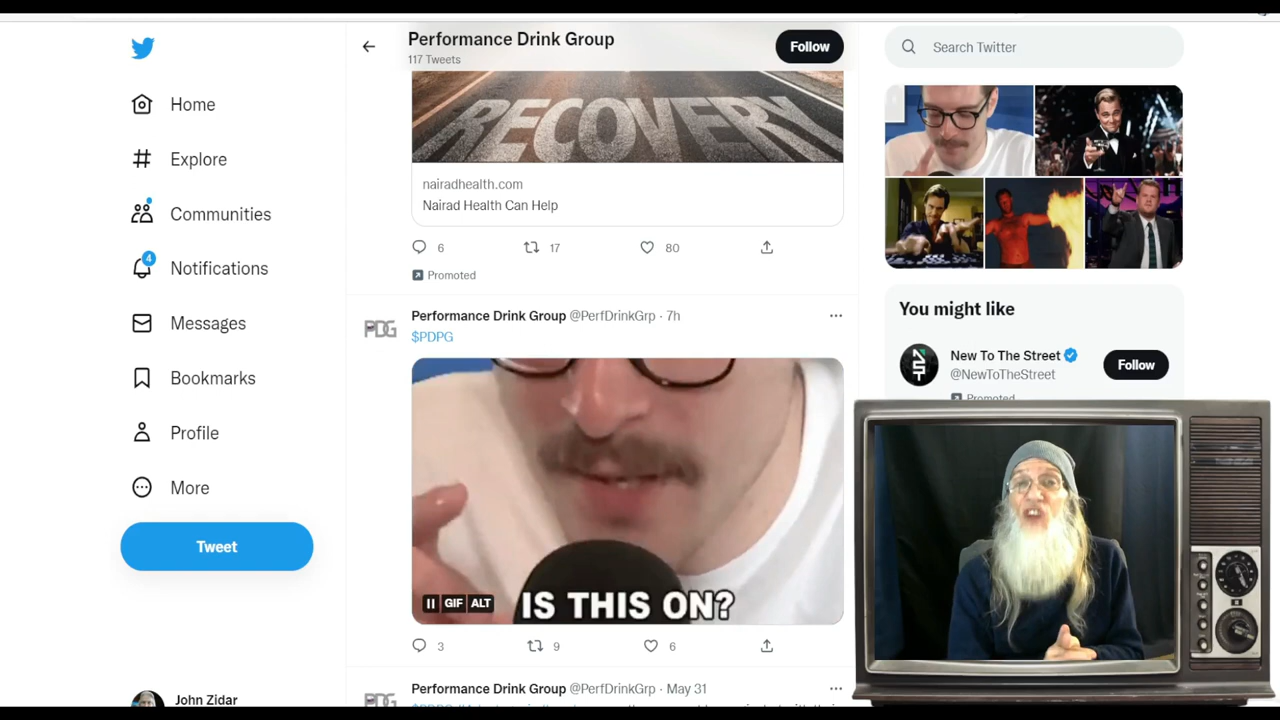 Home
Explore
Communities
4
Notifications
Messages
Bookmarks
Profile
More
Tweet
John Zidar
Performance Drink Group
117 Tweets
Follow
RECOVERY
nairadhealth.com
Nairad Health Can Help
6 17 80
Promoted
Performance Drink Group @PerfDrinkGrp · 7h
PDG
$PDPG
IS THIS ON?
GIF ALT
3 9 6
Performance Drink Group @PerfDrinkGrp · May 31
PDG
Search Twitter
You might like
New To The Street
@NewToTheStreet
Follow
Promoted